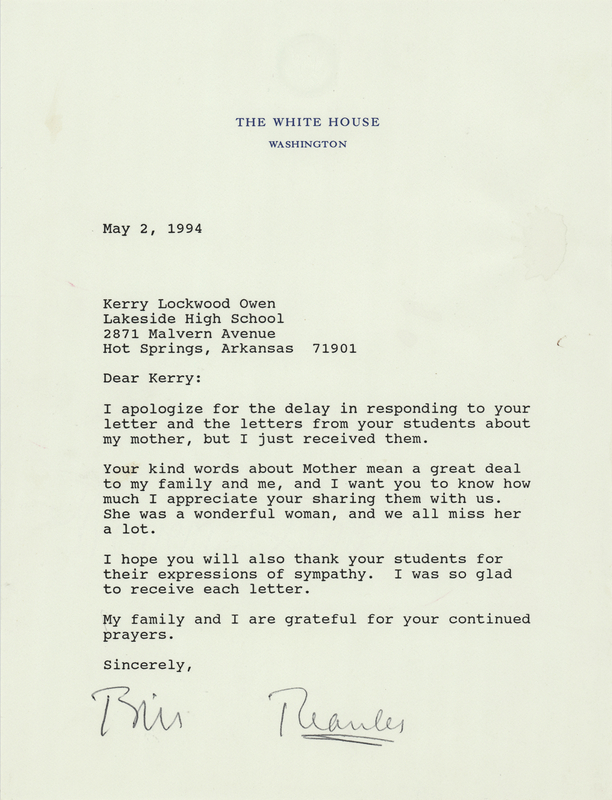 THE WHITE HOUSE
WASHINGTON
May 2, 1994
Kerry Lockwood Owen
Lakeside High School
2871 Malvern Avenue
Hot Springs, Arkansas  71901
Dear Kerry:
I apologize for the delay in responding to your
letter and the letters from your students about
my mother, but I just received them.
Your kind words about Mother mean a great deal
to my family and me, and I want you to know how
much I appreciate your sharing them with us.
She was a wonderful woman, and we all miss her
a lot.
I hope you will also thank your students for
their expressions of sympathy.  I was so glad
to receive each letter.
My family and I are grateful for your continued
prayers.
Sincerely,
Bill Thanks